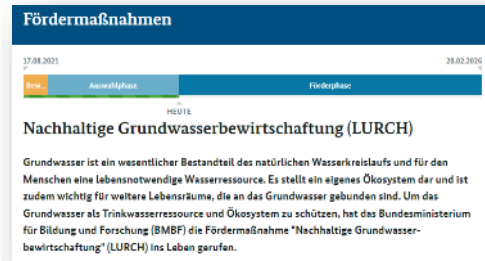 Fördermaßnahmen
17.08.2021 28.02.2026
Bew... Auswahlphase Förderphase
HEUTE
Nachhaltige Grundwasserbewirtschaftung (LURCH)
Grundwasser ist ein wesentlicher Bestandteil des natürlichen Wasserkreislaufs und für den
Menschen eine lebensnotwendige Wasserressource. Es stellt ein eigenes Ökosystem dar und ist
zudem wichtig für weitere Lebensräume, die an das Grundwasser gebunden sind. Um das
Grundwasser als Trinkwasserressource und Ökosystem zu schützen, hat das Bundesministerium
für Bildung und Forschung (BMBF) die Fördermaßnahme "Nachhaltige Grundwasser-
bewirtschaftung" (LURCH) ins Leben gerufen.